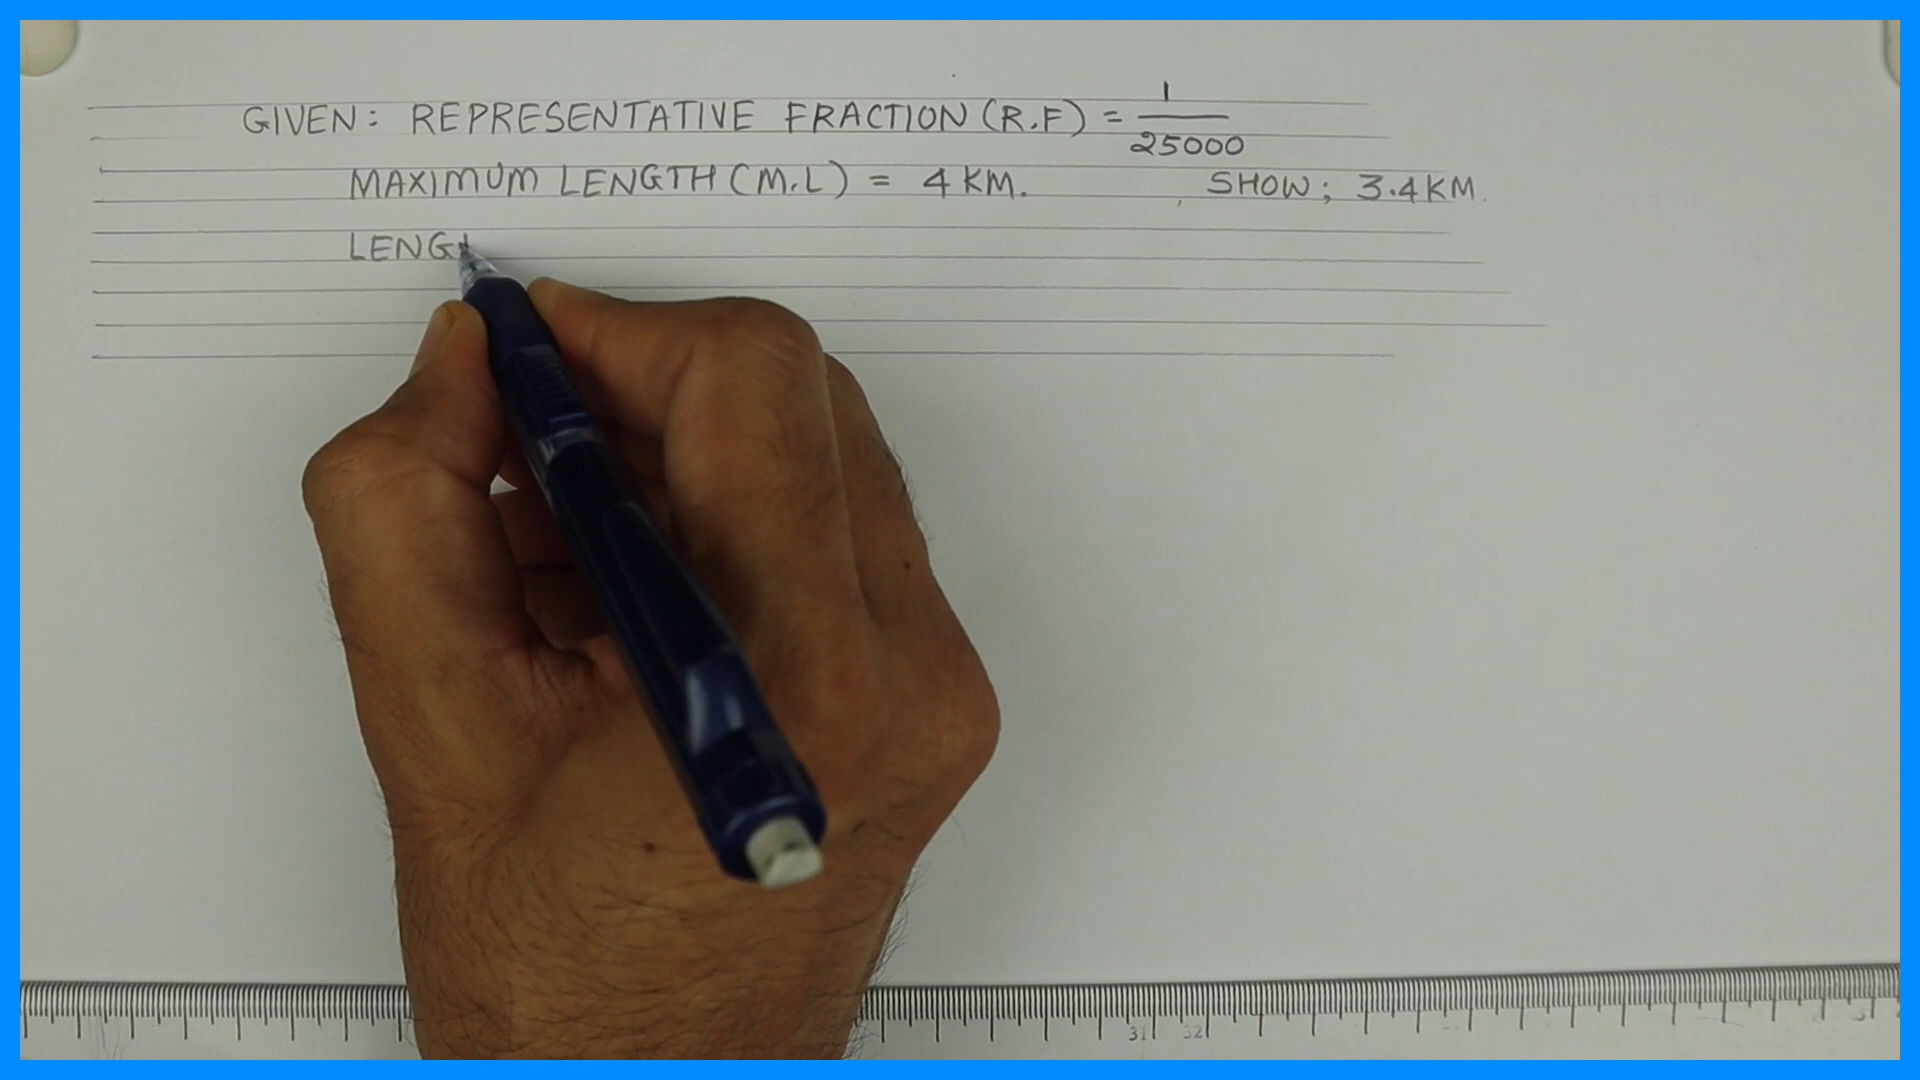 GIVEN: REPRESENTATIVE FRACTION (R.F) = 1/25000
MAXIMUM LENGTH (M.L) = 4 KM. , SHOW; 3.4 KM.
LENG
31 32